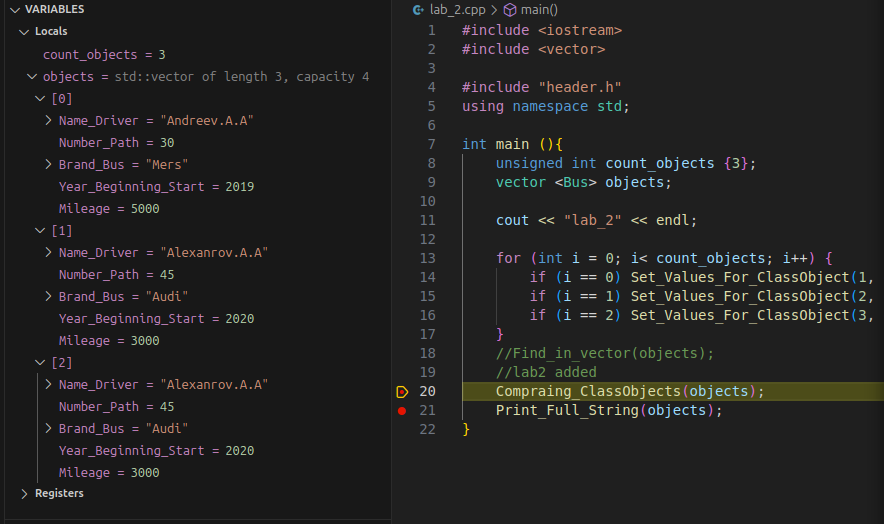 VARIABLES
Locals
count_objects = 3
objects = std::vector of length 3, capacity 4
[0]
Name_Driver = "Andreev.A.A"
Number_Path = 30
Brand_Bus = "Mers"
Year_Beginning_Start = 2019
Mileage = 5000
[1]
Name_Driver = "Alexanrov.A.A"
Number_Path = 45
Brand_Bus = "Audi"
Year_Beginning_Start = 2020
Mileage = 3000
[2]
Name_Driver = "Alexanrov.A.A"
Number_Path = 45
Brand_Bus = "Audi"
Year_Beginning_Start = 2020
Mileage = 3000
Registers
lab_2.cpp > main()
1 #include <iostream>
2 #include <vector>
3
4 #include "header.h"
5 using namespace std;
6
7 int main (){
8 unsigned int count_objects {3};
9 vector <Bus> objects;
10
11 cout << "lab_2" << endl;
12
13 for (int i = 0; i< count_objects; i++) {
14 if (i == 0) Set_Values_For_ClassObject(1,
15 if (i == 1) Set_Values_For_ClassObject(2,
16 if (i == 2) Set_Values_For_ClassObject(3,
17 }
18 //Find_in_vector(objects);
19 //lab2 added
20 Compraing_ClassObjects(objects);
21 Print_Full_String(objects);
22 }